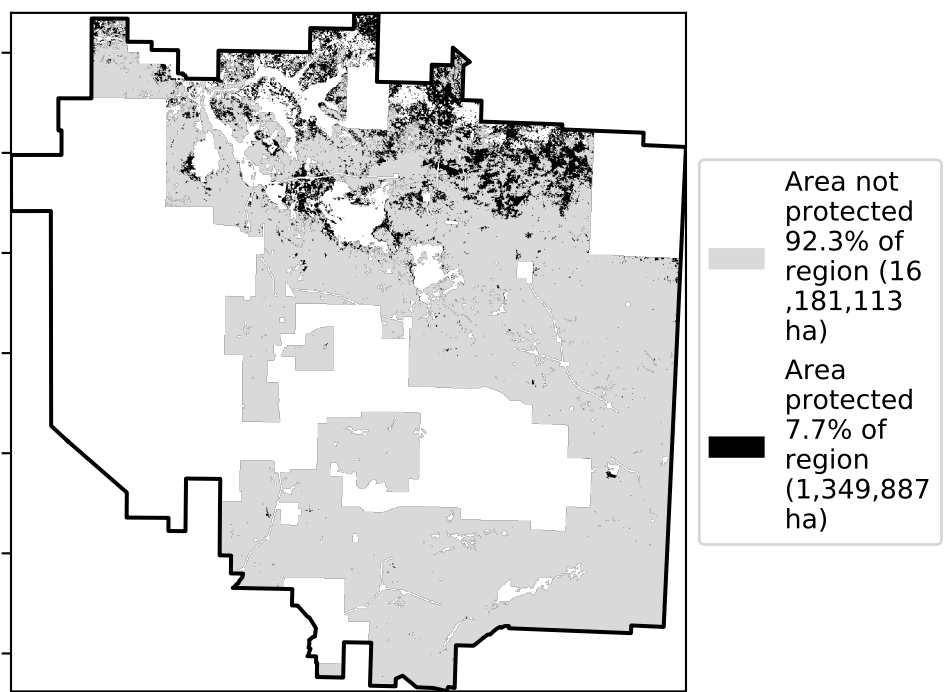 Area not
protected
92.3% of
region (16
,181,113
ha)
Area
protected
7.7% of
region
(1,349,887
ha)